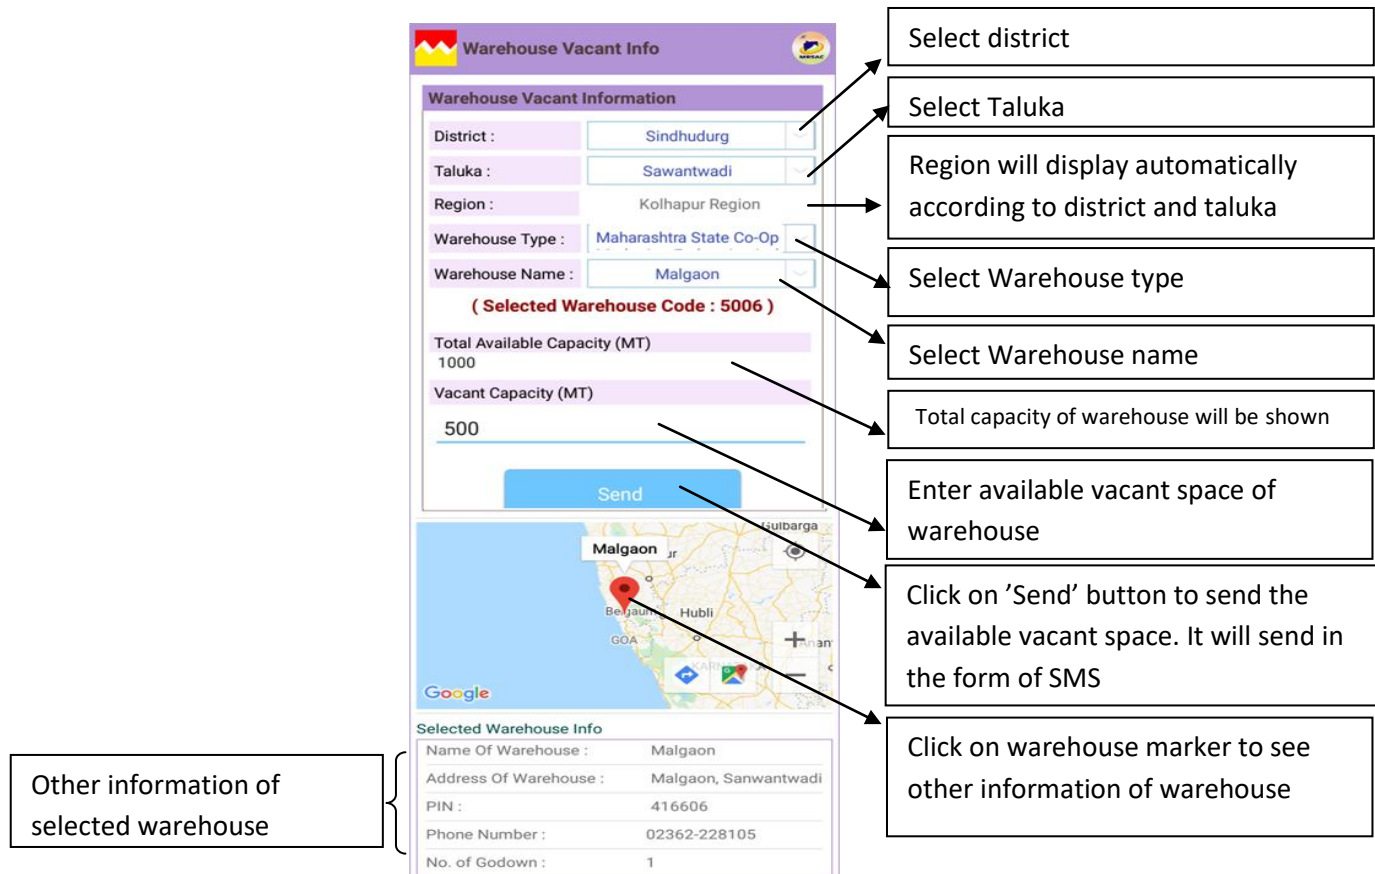 Warehouse Vacant Info
MRSAC
Warehouse Vacant Information
District :
Sindhudurg
Taluka :
Sawantwadi
Region :
Kolhapur Region
Warehouse Type :
Maharashtra State Co-Op
Warehouse Name :
Malgaon
( Selected Warehouse Code : 5006 )
Total Available Capacity (MT)
1000
Vacant Capacity (MT)
500
Send
Gulbarga
Malgaon
ur
Belgaum
Hubli
GOA
Anan
Google
Selected Warehouse Info
Name Of Warehouse :
Malgaon
Address Of Warehouse :
Malgaon, Sanwantwadi
PIN :
416606
Phone Number :
02362-228105
No. of Godown :
1
Select district
Select Taluka
Region will display automatically
according to district and taluka
Select Warehouse type
Select Warehouse name
Total capacity of warehouse will be shown
Enter available vacant space of
warehouse
Click on ’Send’ button to send the
available vacant space. It will send in
the form of SMS
Click on warehouse marker to see
other information of warehouse
Other information of
selected warehouse